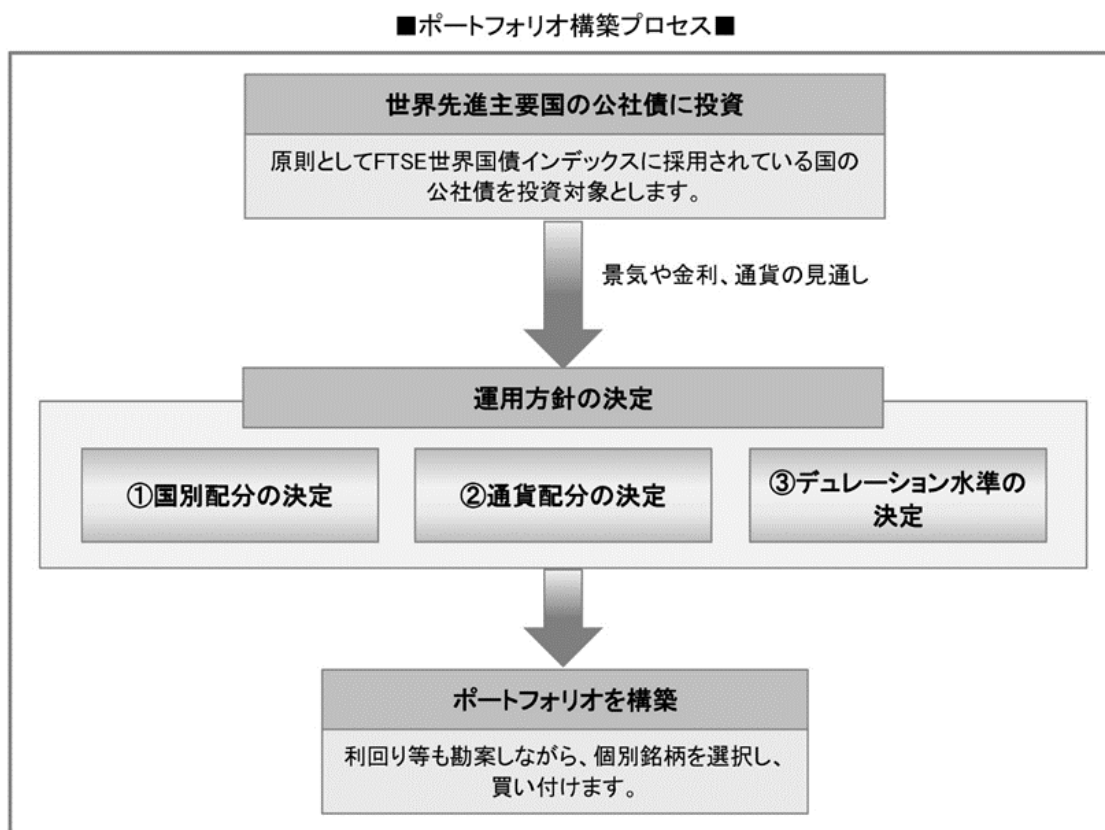 ■ポートフォリオ構築プロセス■
世界先進主要国の公社債に投資
原則としてFTSE世界国債インデックスに採用されている国の
公社債を投資対象とします。
景気や金利、通貨の見通し
運用方針の決定
①国別配分の決定
②通貨配分の決定
③デュレーション水準の
決定
ポートフォリオを構築
利回り等も勘案しながら、個別銘柄を選択し、
買い付けます。